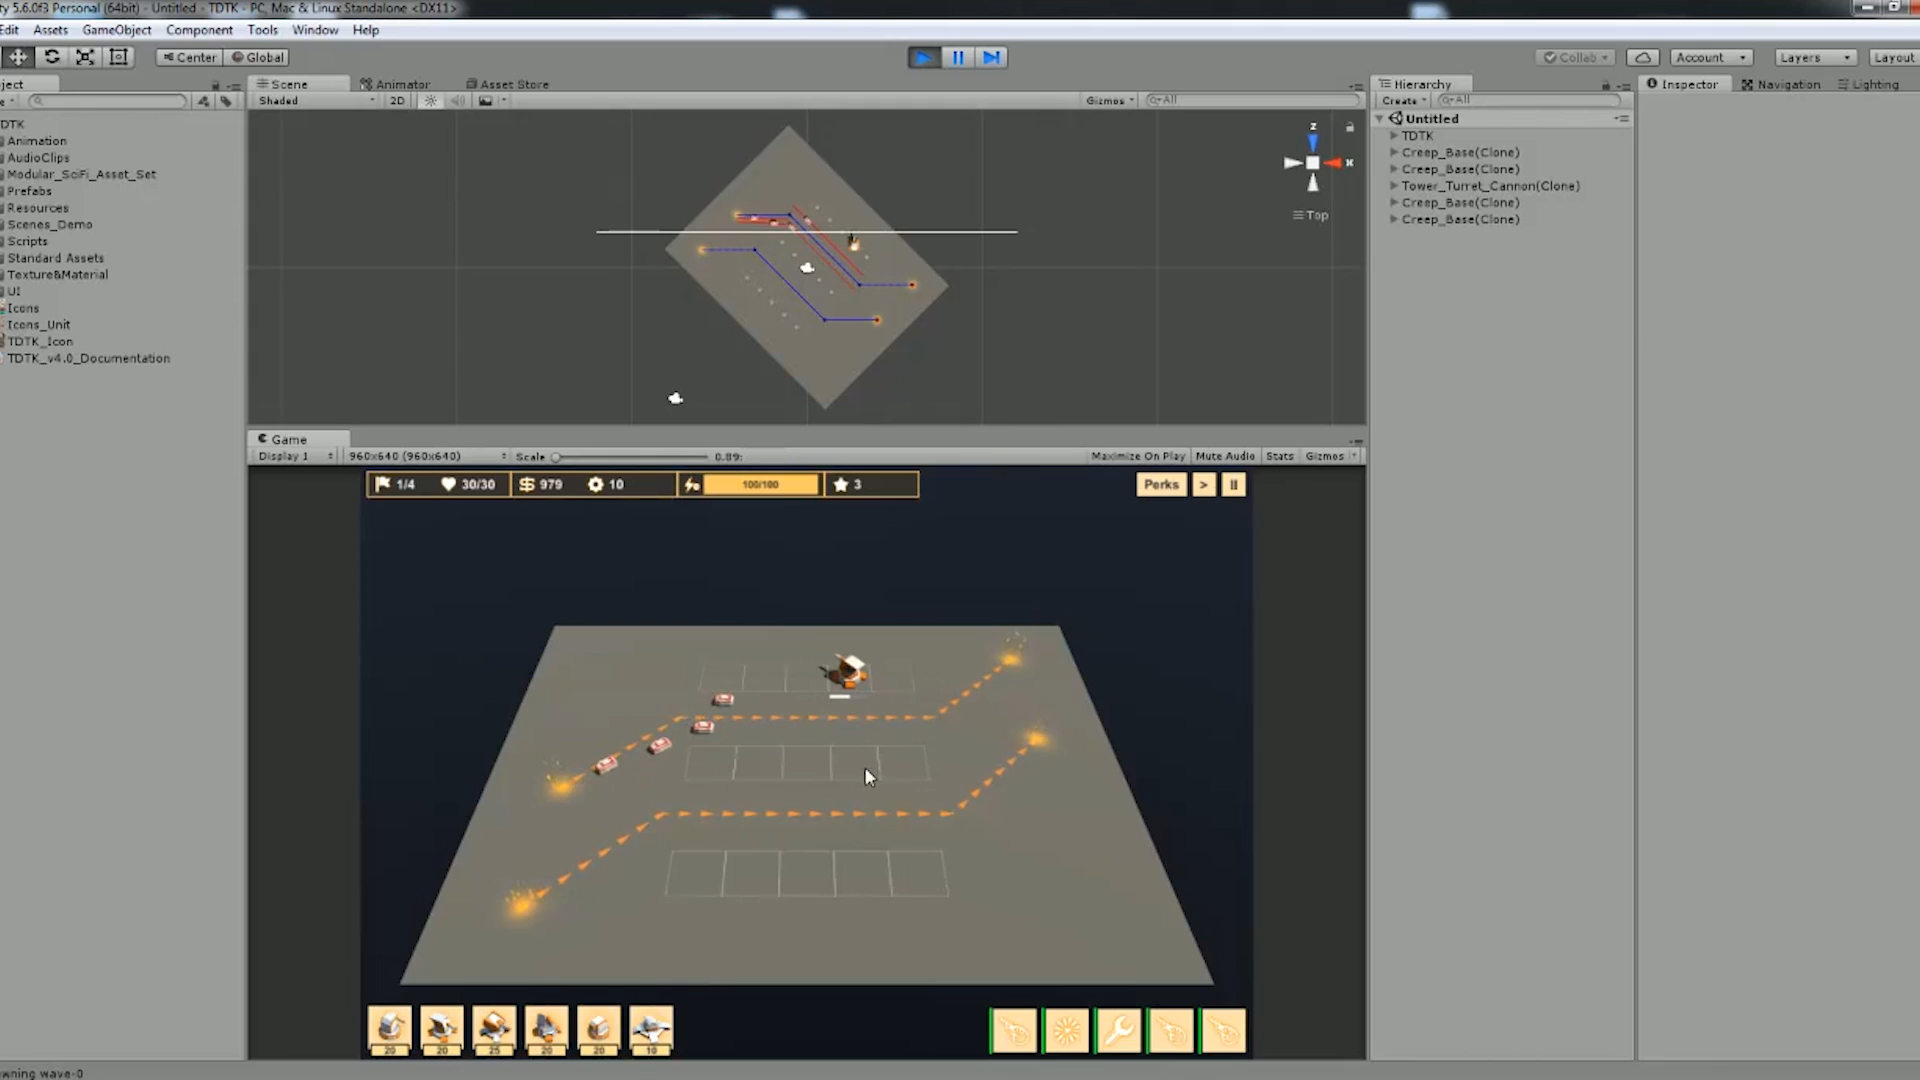 ty 5.6.0f3 Personal (64bit) - Untitled - TDTK - PC, Mac & Linux Standalone <DX11>
Edit Assets GameObject Component Tools Window Help
Center Global
Collab Account Layers Layout
ject
Scene Animator Asset Store
Shaded 2D Gizmos All
DTK
Animation
AudioClips
Modular_SciFi_Asset_Set
Prefabs
Resources
Scenes_Demo
Scripts
Standard Assets
Texture&Material
UI
Icons
Icons_Unit
TDTK_Icon
TDTK_v4.0_Documentation
z
x
Top
Game
Display 1 960x640 (960x640) Scale 0.89: Maximize On Play Mute Audio Stats Gizmos
1/4 30/30 979 10 100/100 3
Perks > II
20 20 25 20 20 10
Hierarchy
Create All
Untitled
TDTK
Creep_Base(Clone)
Creep_Base(Clone)
Tower_Turret_Cannon(Clone)
Creep_Base(Clone)
Creep_Base(Clone)
Inspector Navigation Lighting
wning wave-0